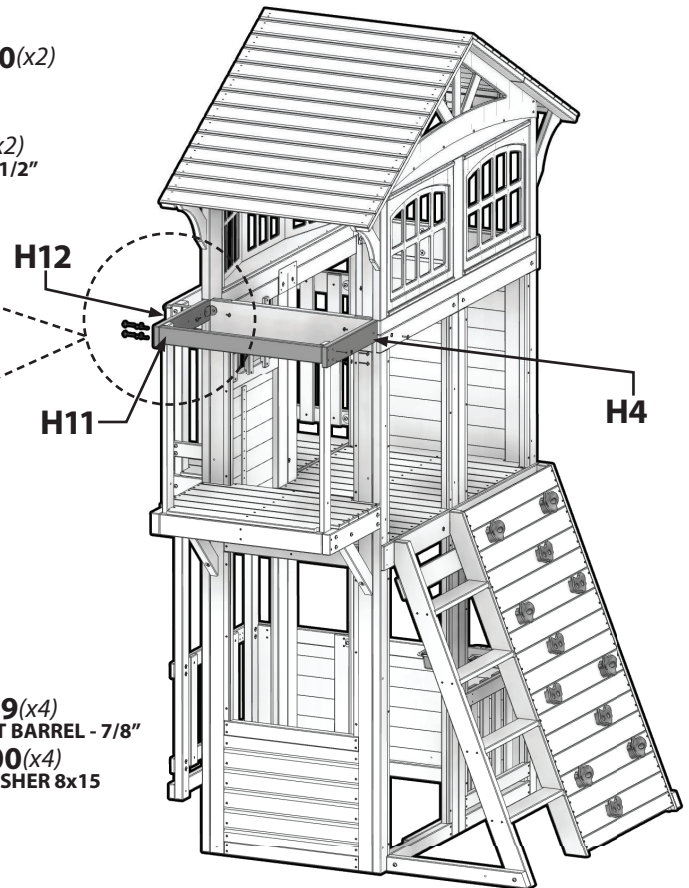 0(x2)
x2)
1/2”
H12
H11
H4
9(x4)
T BARREL - 7/8”
00(x4)
SHER 8x15